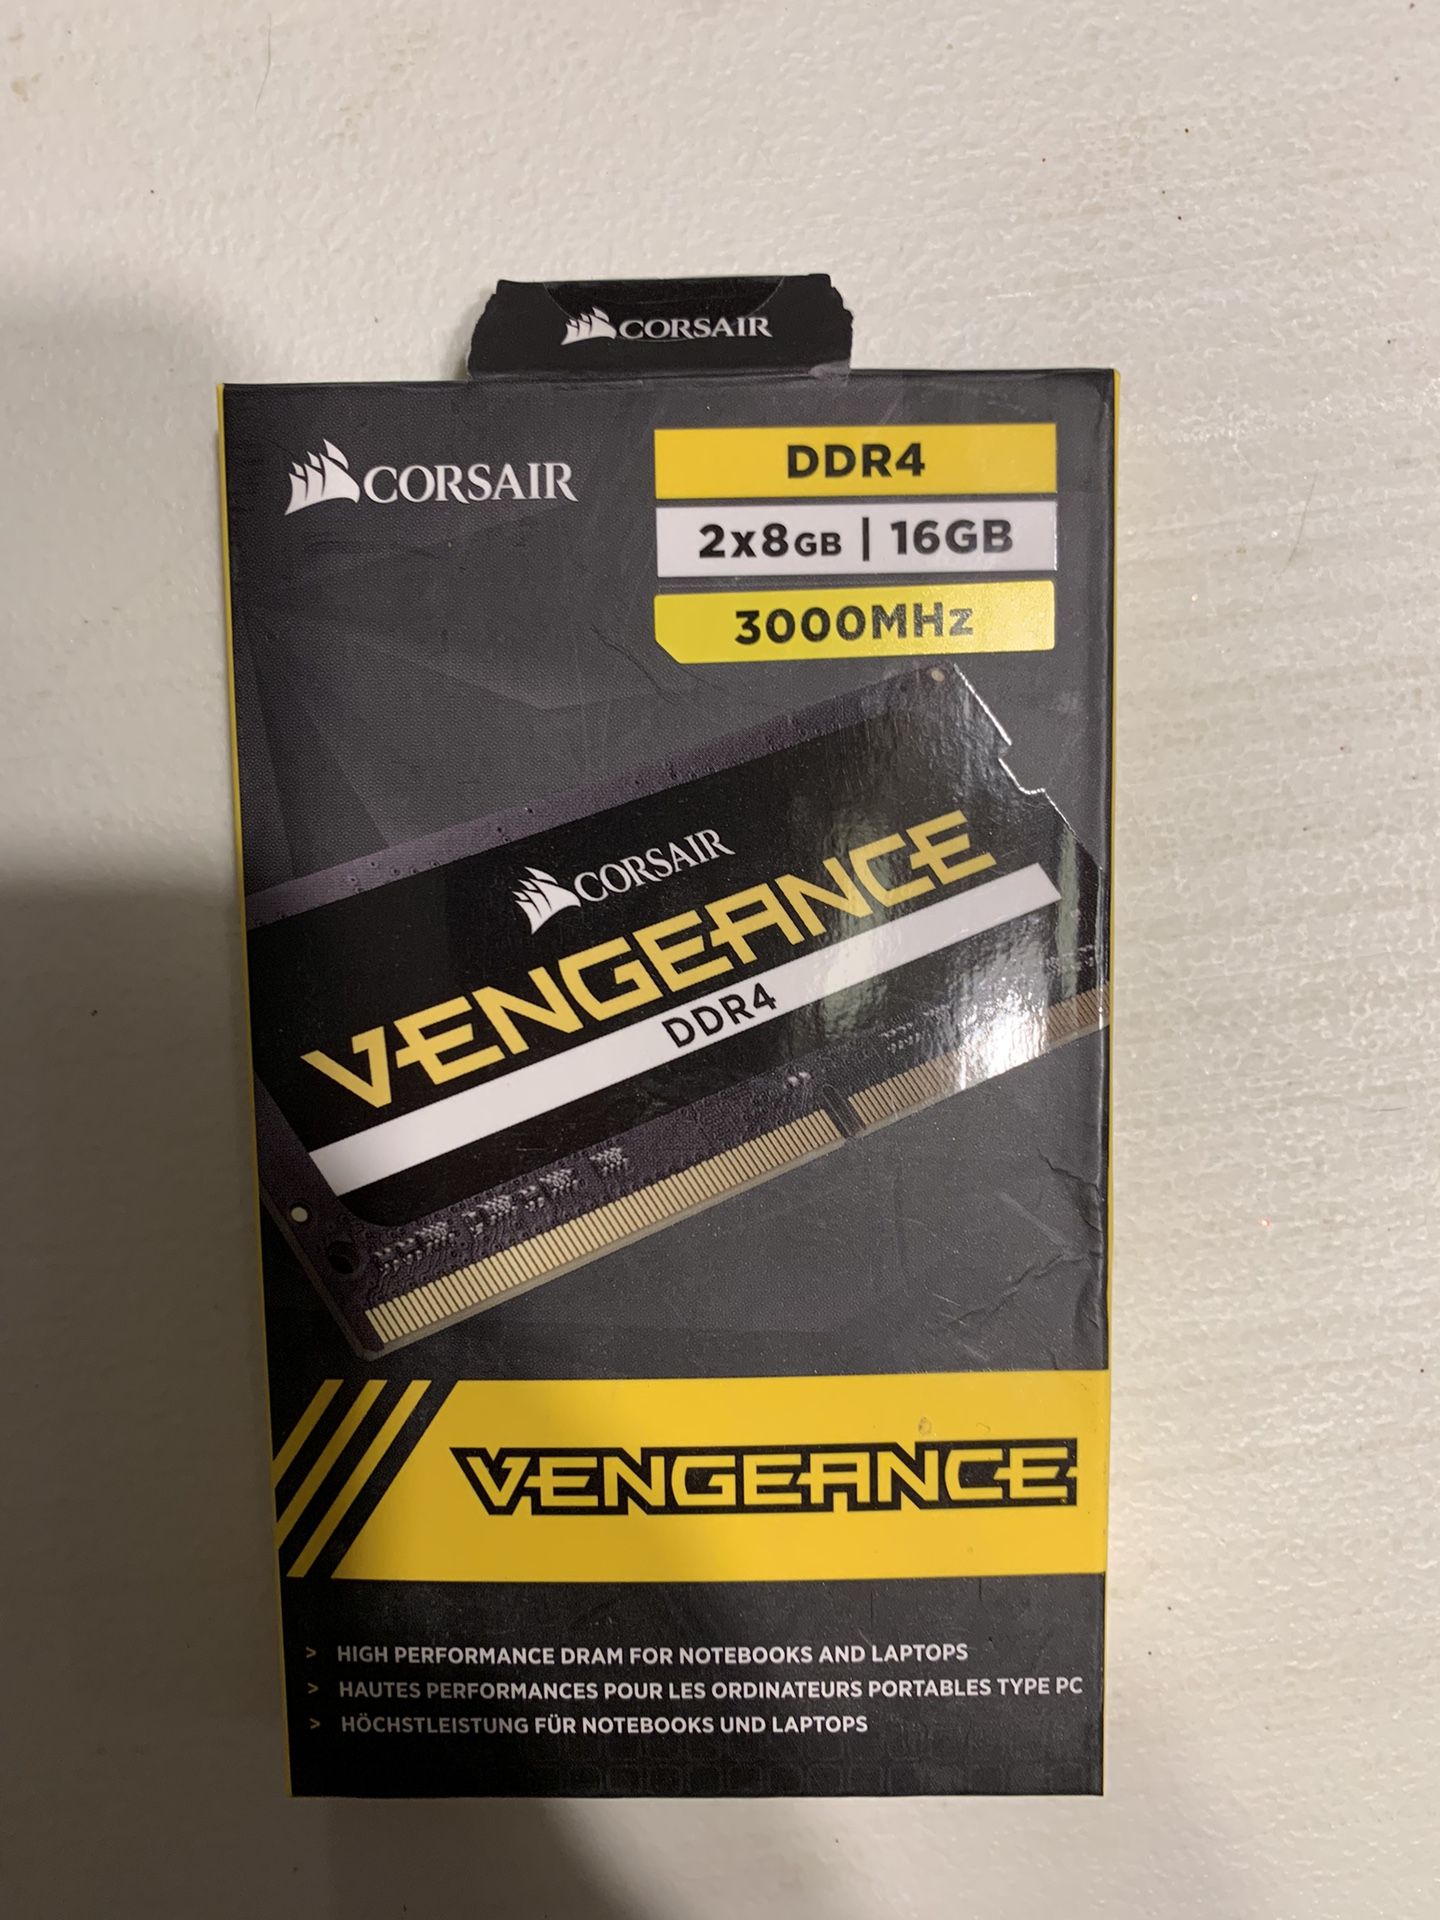 CORSAIR
CORSAIR
DDR4
2x8GB | 16GB
3000MHz
CORSAIR
VENGEANCE
DDR4
VENGEANCE
> HIGH PERFORMANCE DRAM FOR NOTEBOOKS AND LAPTOPS
> HAUTES PERFORMANCES POUR LES ORDINATEURS PORTABLES TYPE PC
> HÖCHSTLEISTUNG FÜR NOTEBOOKS UND LAPTOPS